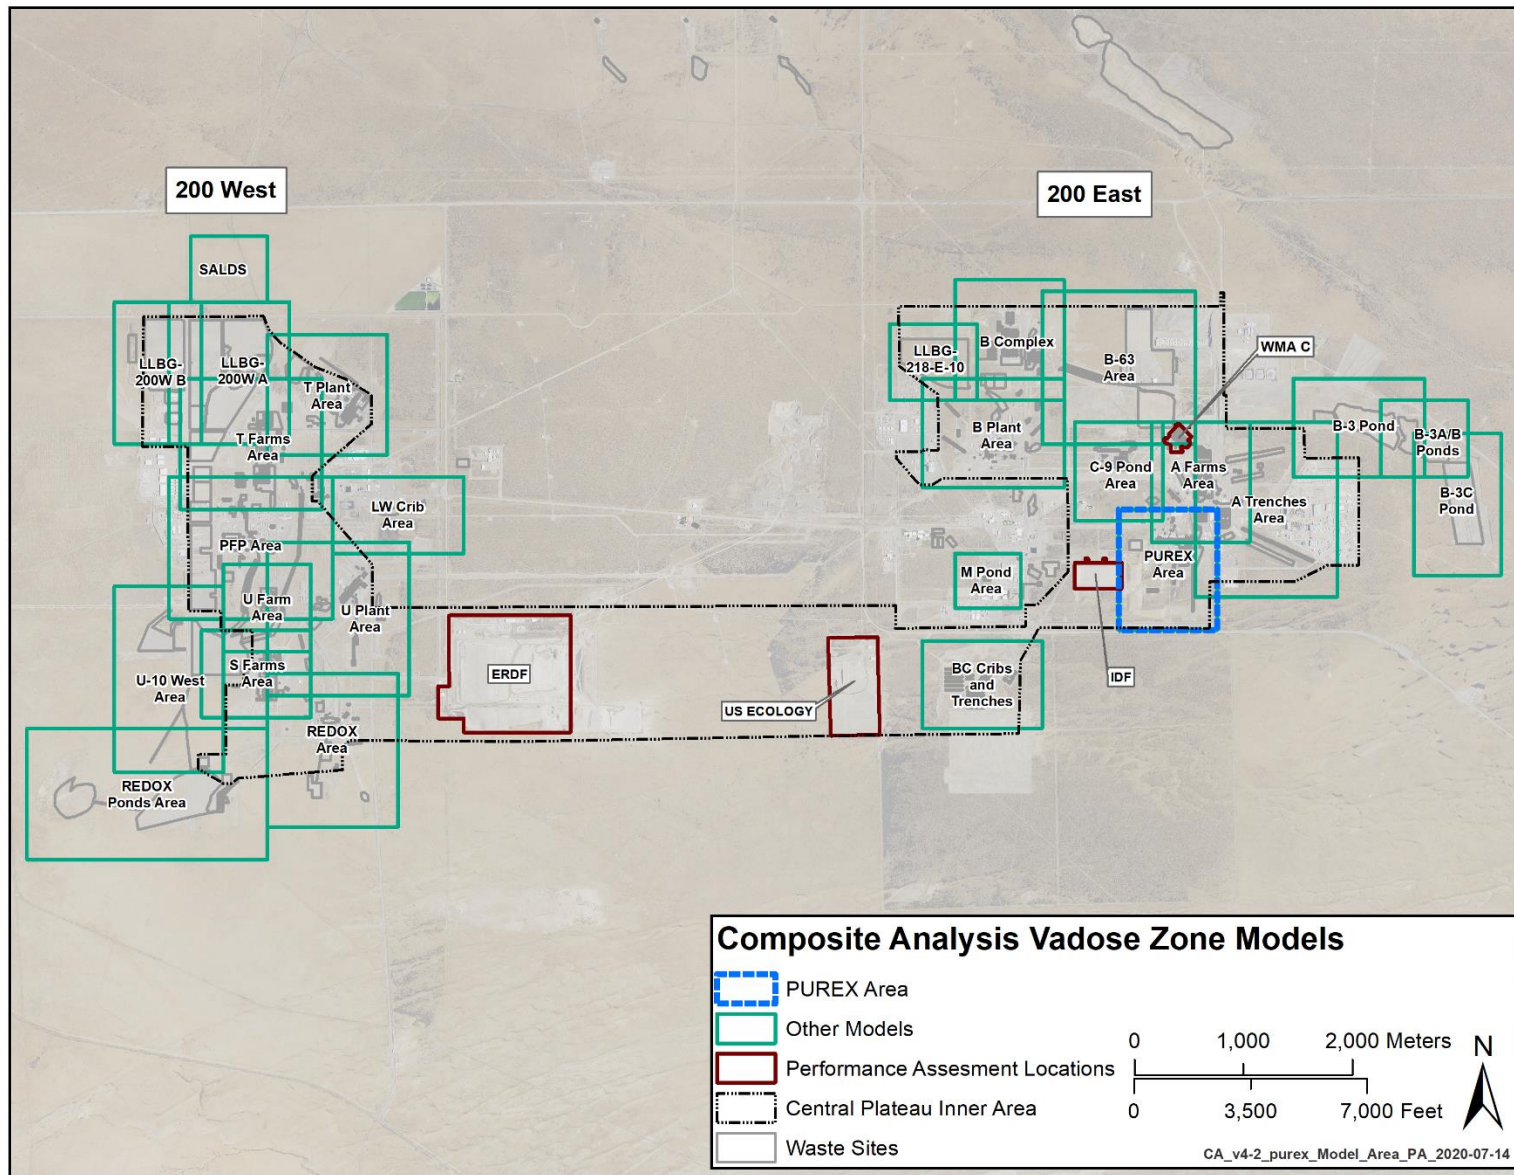 200 West
200 East
SALDS
LLBG-
200W B
LLBG-
200W A
T Plant
Area
T Farms
Area
LW Crib
Area
PFP Area
U Farm
Area
U Plant
Area
S Farms
Area
U-10 West
Area
REDOX
Area
REDOX
Ponds Area
ERDF
US ECOLOGY
BC Cribs
and
Trenches
M Pond
Area
IDF
PUREX
Area
LLBG-
218-E-10
B Complex
B-63
Area
WMA C
B Plant
Area
C-9 Pond
Area
A Farms
Area
A Trenches
Area
B-3 Pond
B-3A/B
Ponds
B-3C
Pond
Composite Analysis Vadose Zone Models
PUREX Area
Other Models
Performance Assesment Locations
Central Plateau Inner Area
Waste Sites
0 1,000 2,000 Meters
0 3,500 7,000 Feet
N
CA_v4-2_purex_Model_Area_PA_2020-07-14